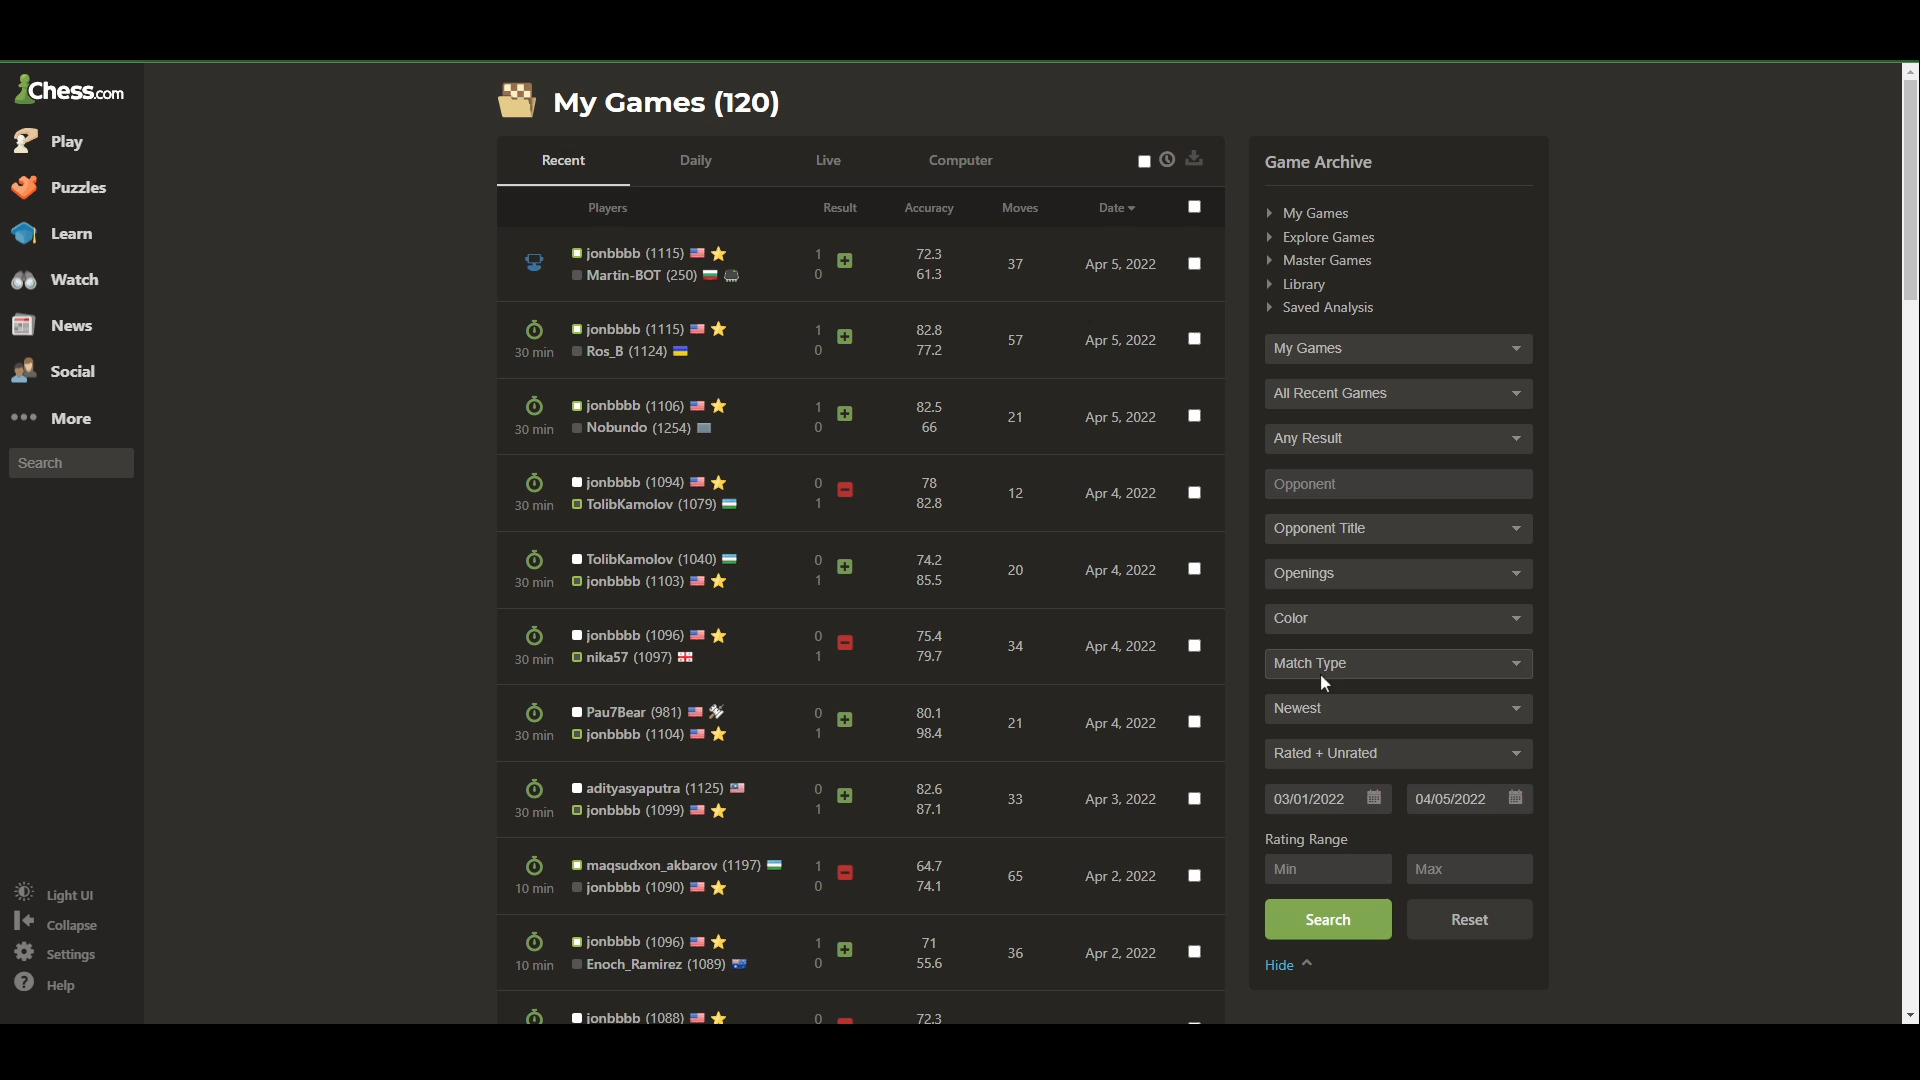 Chess.com
Play
Puzzles
Learn
Watch
News
Social
More
Search
Light UI
Collapse
Settings
Help
My Games (120)
Recent Daily Live Computer
Players Result Accuracy Moves Date
jonbbbb (1115) 1 72.3
Martin-BOT (250) 0 61.3
37 Apr 5, 2022
jonbbbb (1115) 1 82.8
30 min Ros_B (1124) 0 77.2
57 Apr 5, 2022
jonbbbb (1106) 1 82.5
30 min Nobundo (1254) 0 66
21 Apr 5, 2022
jonbbbb (1094) 0 78
30 min TolibKamolov (1079) 1 82.8
12 Apr 4, 2022
TolibKamolov (1040) 0 74.2
30 min jonbbbb (1103) 1 85.5
20 Apr 4, 2022
jonbbbb (1096) 0 75.4
30 min nika57 (1097) 1 79.7
34 Apr 4, 2022
Pau7Bear (981) 0 80.1
30 min jonbbbb (1104) 1 98.4
21 Apr 4, 2022
adityasyaputra (1125) 0 82.6
30 min jonbbbb (1099) 1 87.1
33 Apr 3, 2022
maqsudxon_akbarov (1197) 1 64.7
10 min jonbbbb (1090) 0 74.1
65 Apr 2, 2022
jonbbbb (1096) 1 71
10 min Enoch_Ramirez (1089) 0 55.6
36 Apr 2, 2022
jonbbbb (1088) 0 72.3
Game Archive
My Games
Explore Games
Master Games
Library
Saved Analysis
My Games
All Recent Games
Any Result
Opponent
Opponent Title
Openings
Color
Match Type
Newest
Rated + Unrated
03/01/2022 04/05/2022
Rating Range
Min Max
Search Reset
Hide